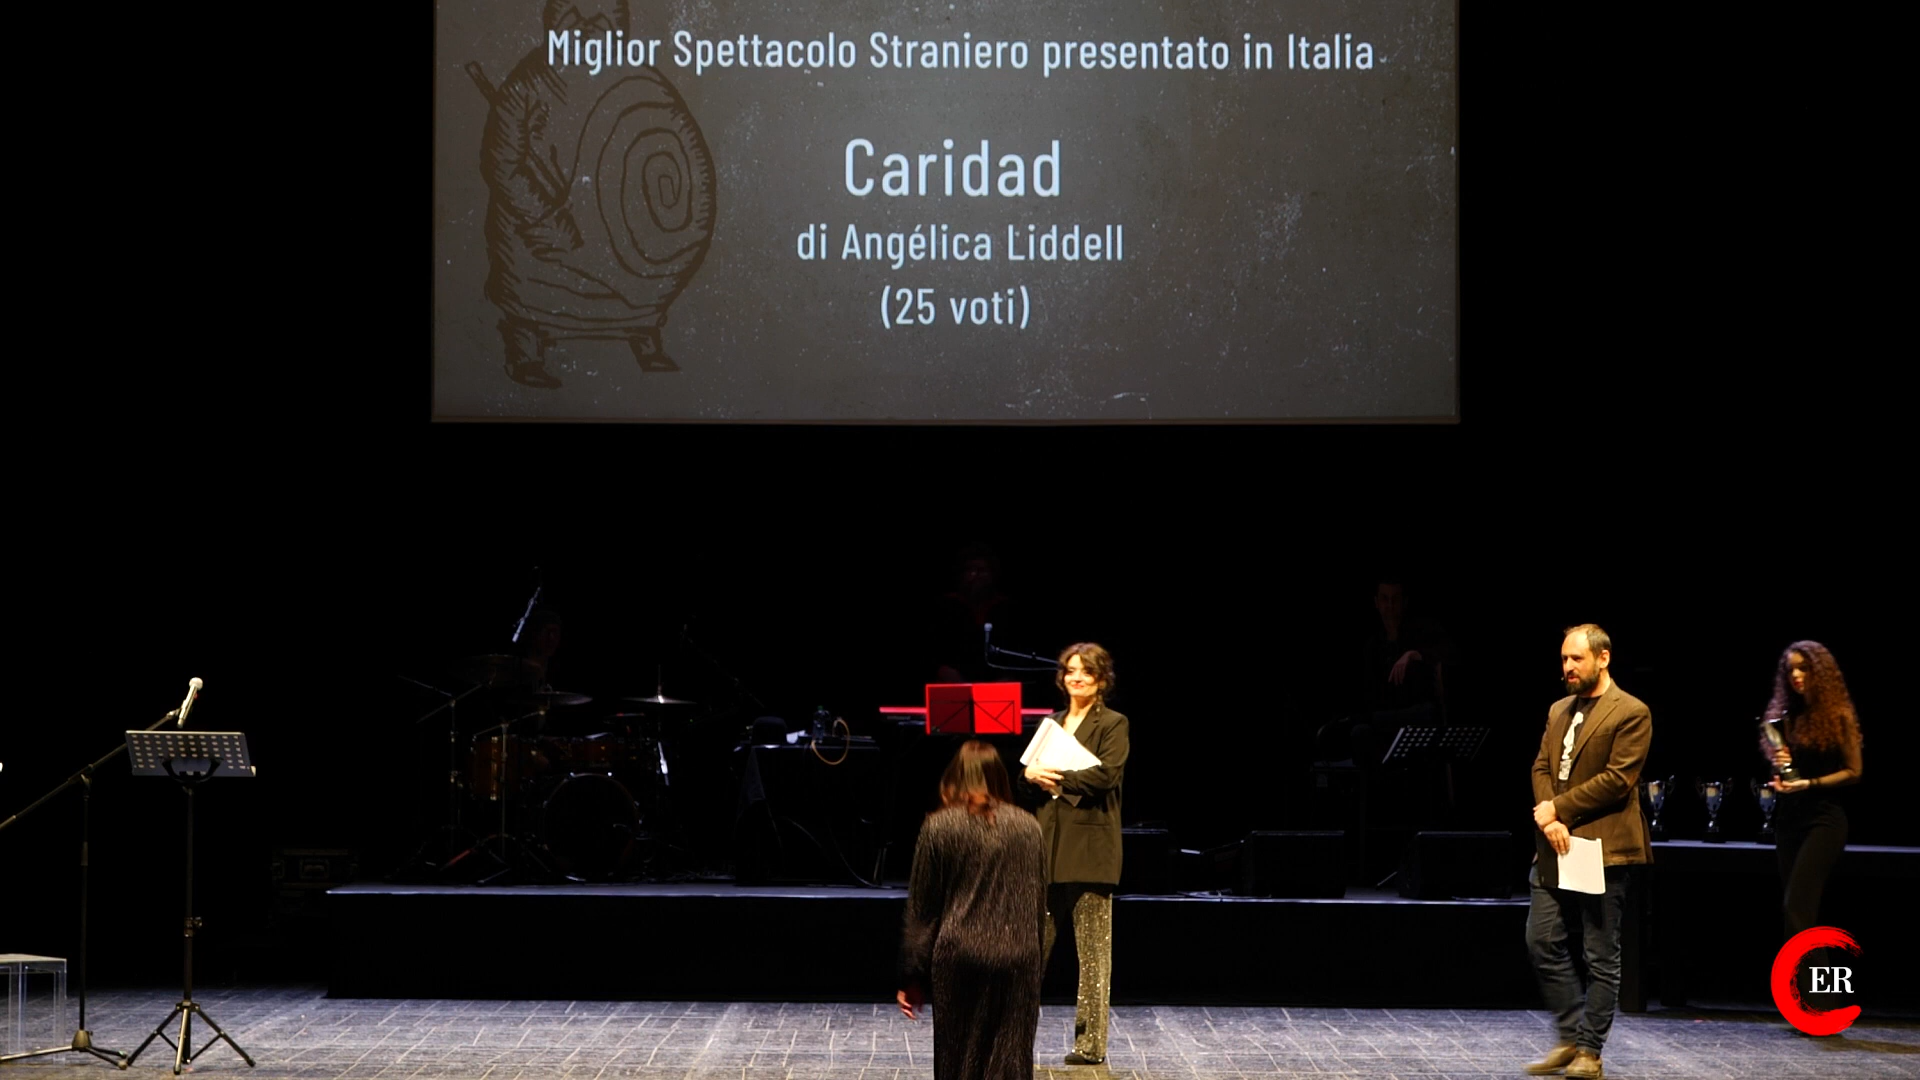 Miglior Spettacolo Straniero presentato in Italia
Caridad
di Angélica Liddell
(25 voti)
ER